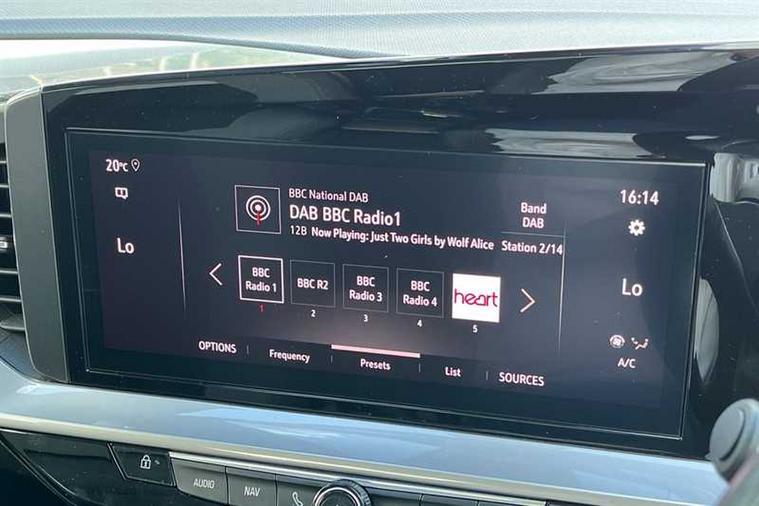 20°C
16:14
BBC National DAB
DAB BBC Radio1
12B Now Playing: Just Two Girls by Wolf Alice
Band
DAB
Station 2/14
Lo
Lo
BBC
Radio 1
BBC R2
BBC
Radio 3
BBC
Radio 4
heart
1
2
3
4
5
A/C
OPTIONS
Frequency
Presets
List
SOURCES
AUDIO
NAV